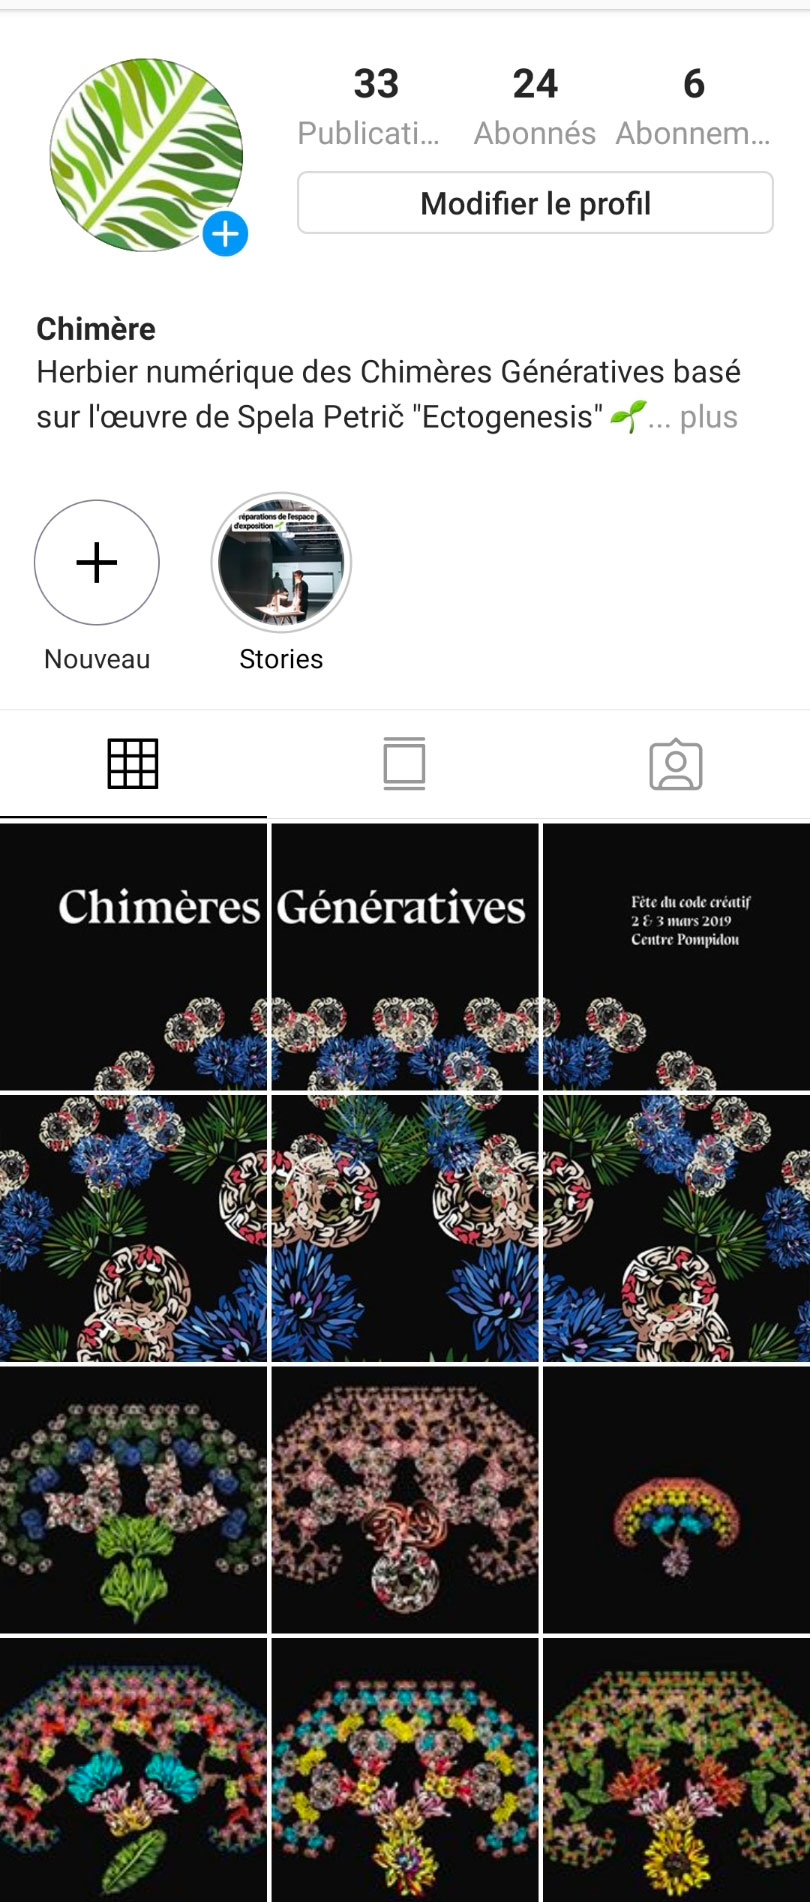 33
24
6
Publicati...
Abonnés
Abonnem...
Modifier le profil
Chimère
Herbier numérique des Chimères Génératives basé
sur l'œuvre de Spela Petrič "Ectogenesis" 🌱... plus
réparations de l'espace
d'exposition 🌱
Nouveau
Stories
Chimères Génératives
Fête du code créatif
2 & 3 mars 2019
Centre Pompidou